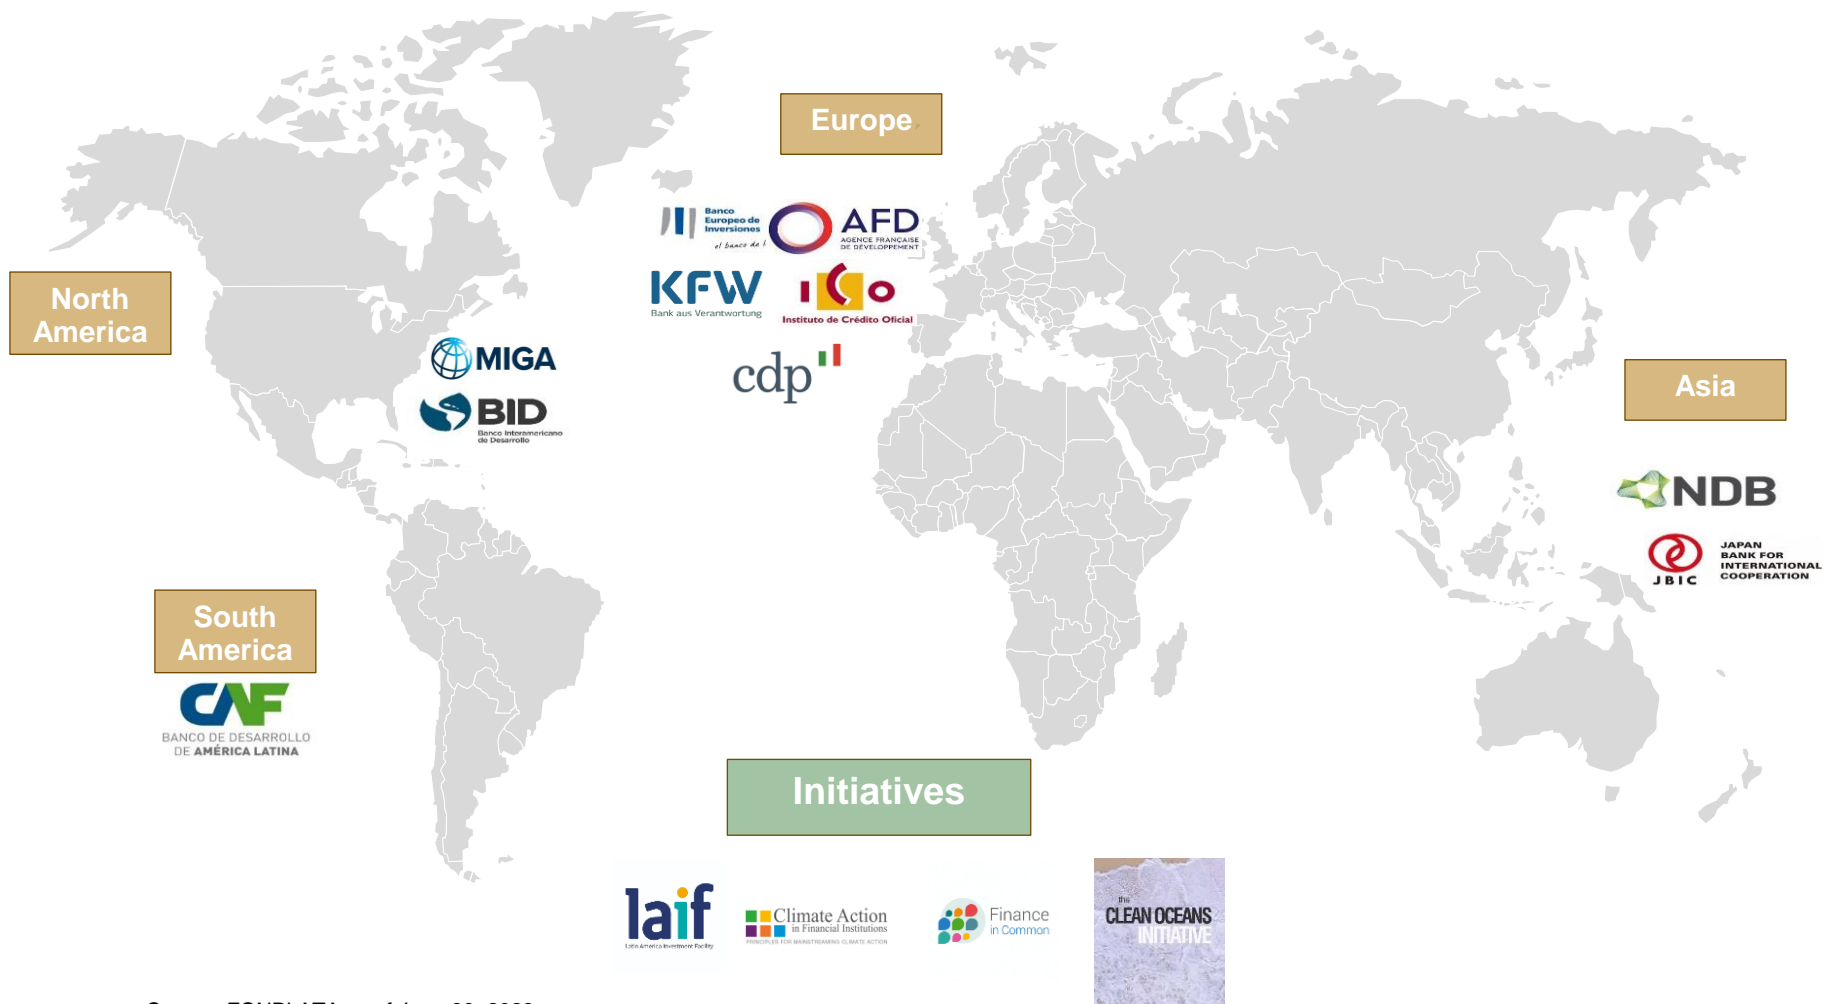 Europe
Banco
Europeo de
Inversiones
el banco de l
AFD
AGENCE FRANÇAISE
DE DÉVELOPPEMENT
North
America
KFW
Bank aus Verantwortung
ICO
Instituto de Crédito Oficial
MIGA
cdp
BID
Banco Interamericano
de Desarrollo
Asia
NDB
JBIC
JAPAN
BANK FOR
INTERNATIONAL
COOPERATION
South
America
CAF
BANCO DE DESARROLLO
DE AMÉRICA LATINA
Initiatives
laif
Latin America Investment Facility
Climate Action
in Financial Institutions
PRINCIPLES FOR MAINSTREAMING CLIMATE ACTION
Finance
in Common
the
CLEAN OCEANS
INITIATIVE